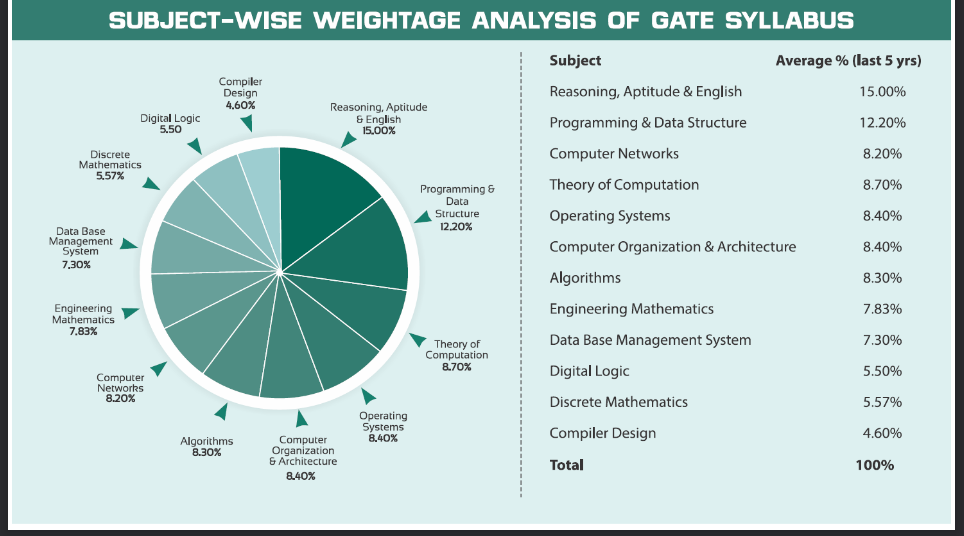 SUBJECT-WISE WEIGHTAGE ANALYSIS OF GATE SYLLABUS
Compiler
Design
4.60%
Reasoning, Aptitude
& English
15.00%
Programming &
Data
Structure
12.20%
Theory of
Computation
8.70%
Operating
Systems
8.40%
Computer
Organization
& Architecture
8.40%
Algorithms
8.30%
Computer
Networks
8.20%
Engineering
Mathematics
7.83%
Data Base
Management
System
7.30%
Discrete
Mathematics
5.57%
Digital Logic
5.50
Subject Average % (last 5 yrs)
Reasoning, Aptitude & English 15.00%
Programming & Data Structure 12.20%
Computer Networks 8.20%
Theory of Computation 8.70%
Operating Systems 8.40%
Computer Organization & Architecture 8.40%
Algorithms 8.30%
Engineering Mathematics 7.83%
Data Base Management System 7.30%
Digital Logic 5.50%
Discrete Mathematics 5.57%
Compiler Design 4.60%
Total 100%